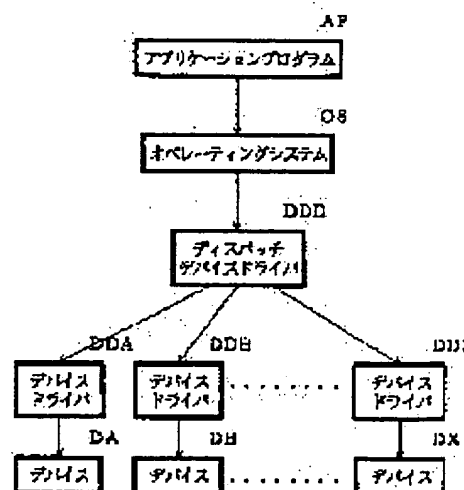 AP
アプリケーションプログラム
OS
オペレーティングシステム
DDD
ディスパッチ
デバイスドライバ
DDA
DDB
デバイス
ドライバ
デバイス
ドライバ
デバイス
ドライバ
DA
DB
DX
デバイス
デバイス
デバイス